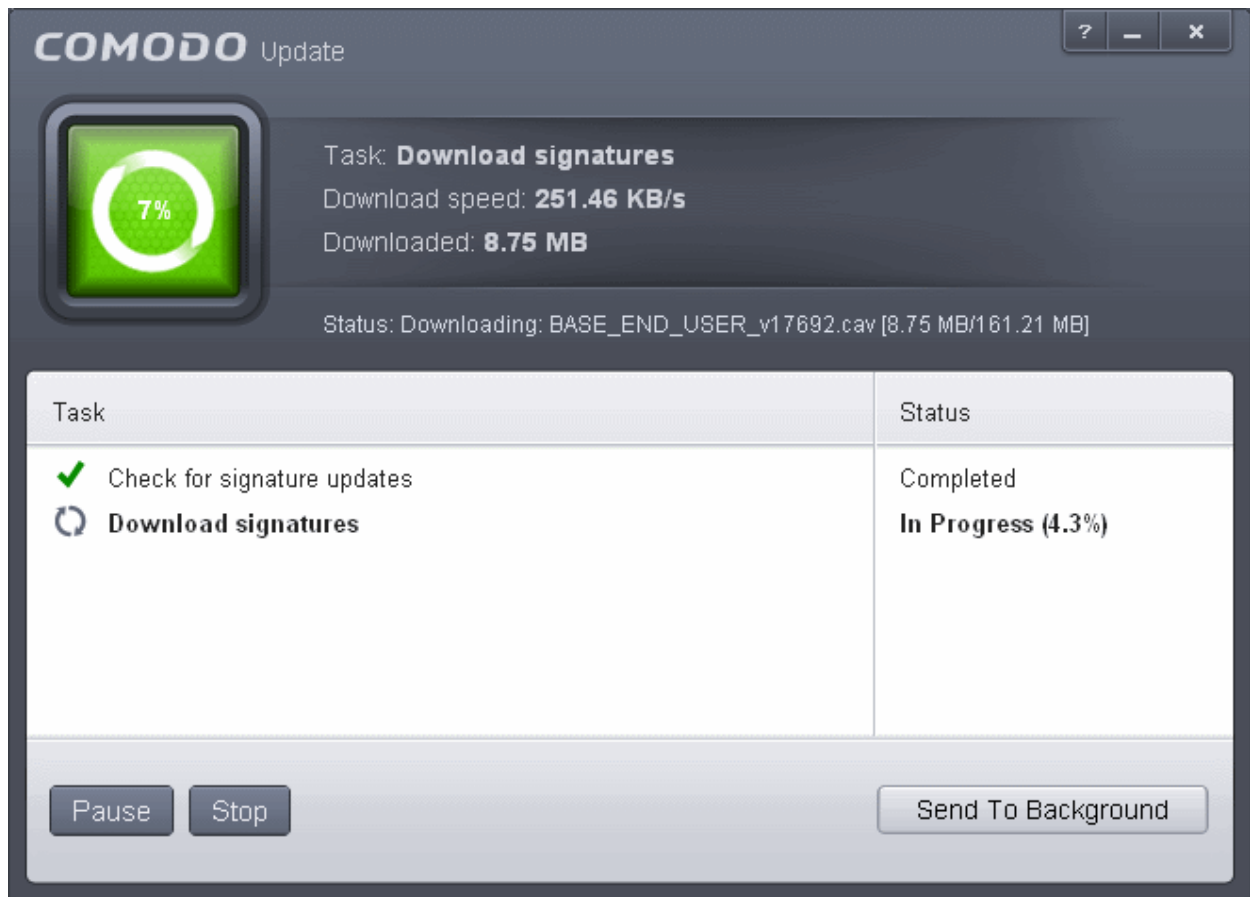 COMODO Update
? _ ×
7%
Task: Download signatures
Download speed: 251.46 KB/s
Downloaded: 8.75 MB
Status: Downloading: BASE_END_USER_v17692.cav [8.75 MB/161.21 MB]
Task Status
Check for signature updates Completed
Download signatures In Progress (4.3%)
Pause Stop Send To Background